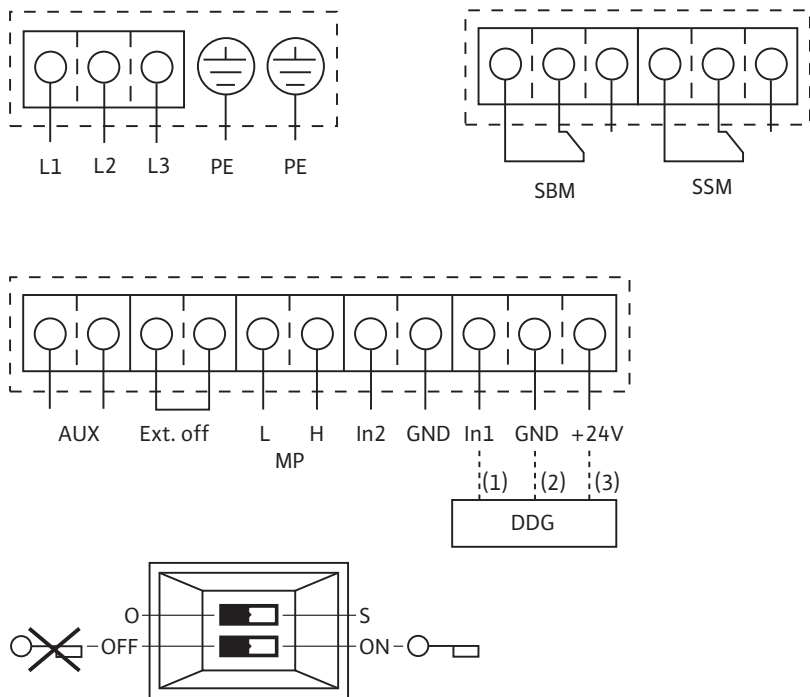 L1 L2 L3 PE PE
SBM SSM
AUX Ext. off L H In2 GND In1 GND +24V
MP
(1) (2) (3)
DDG
O S
OFF ON